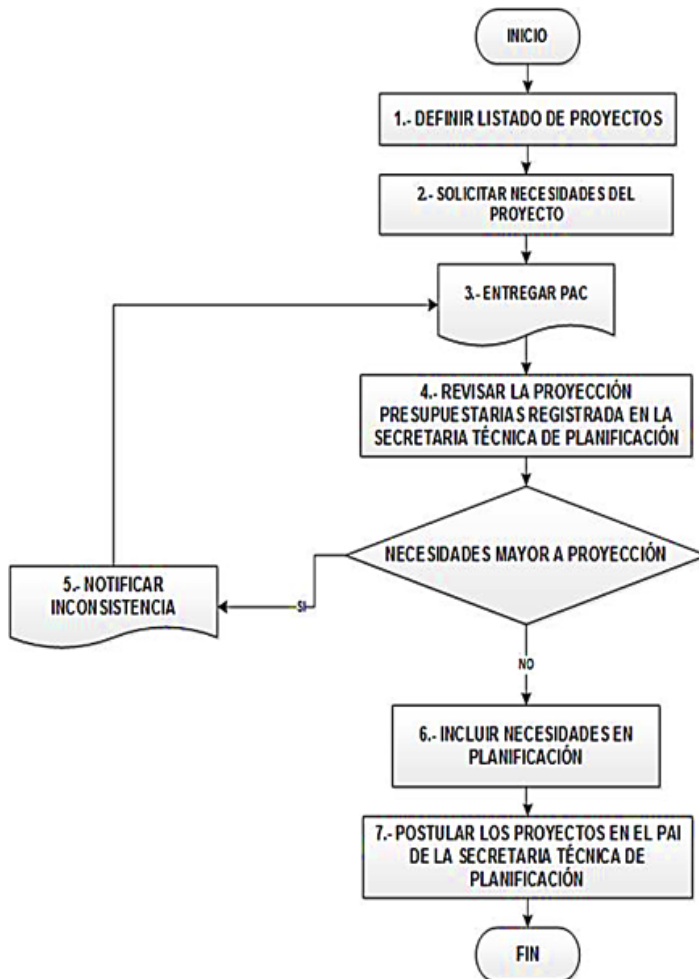 INICIO
1.- DEFINIR LISTADO DE PROYECTOS
2.- SOLICITAR NECESIDADES DEL
PROYECTO
3.- ENTREGAR PAC
4.- REVISAR LA PROYECCIÓN
PRESUPUESTARIAS REGISTRADA EN LA
SECRETARIA TÉCNICA DE PLANIFICACIÓN
NECESIDADES MAYOR A PROYECCIÓN
SI
5.- NOTIFICAR
INCONSISTENCIA
NO
6.- INCLUIR NECESIDADES EN
PLANIFICACIÓN
7.- POSTULAR LOS PROYECTOS EN EL PAI
DE LA SECRETARIA TÉCNICA DE
PLANIFICACIÓN
FIN